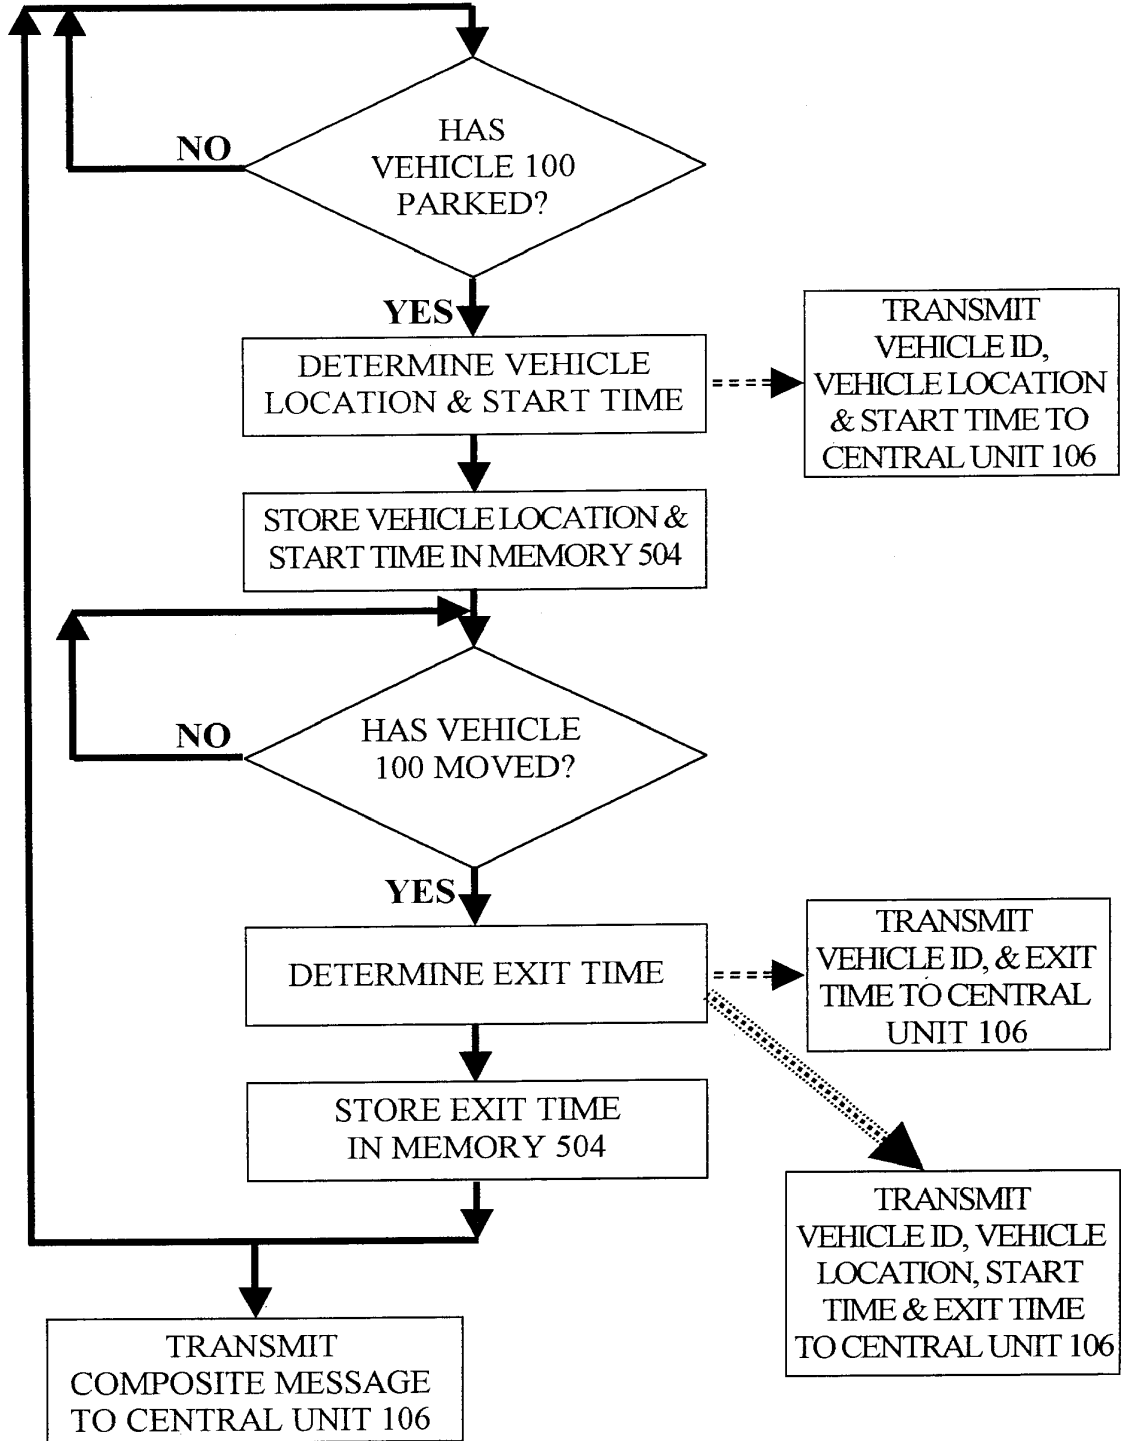 HAS
VEHICLE 100
PARKED?
NO
YES
DETERMINE VEHICLE
LOCATION & START TIME
TRANSMIT
VEHICLE ID,
VEHICLE LOCATION
& START TIME TO
CENTRAL UNIT 106
STORE VEHICLE LOCATION &
START TIME IN MEMORY 504
HAS VEHICLE
100 MOVED?
NO
YES
DETERMINE EXIT TIME
TRANSMIT
VEHICLE ID, & EXIT
TIME TO CENTRAL
UNIT 106
STORE EXIT TIME
IN MEMORY 504
TRANSMIT
VEHICLE ID, VEHICLE
LOCATION, START
TIME & EXIT TIME
TO CENTRAL UNIT 106
TRANSMIT
COMPOSITE MESSAGE
TO CENTRAL UNIT 106